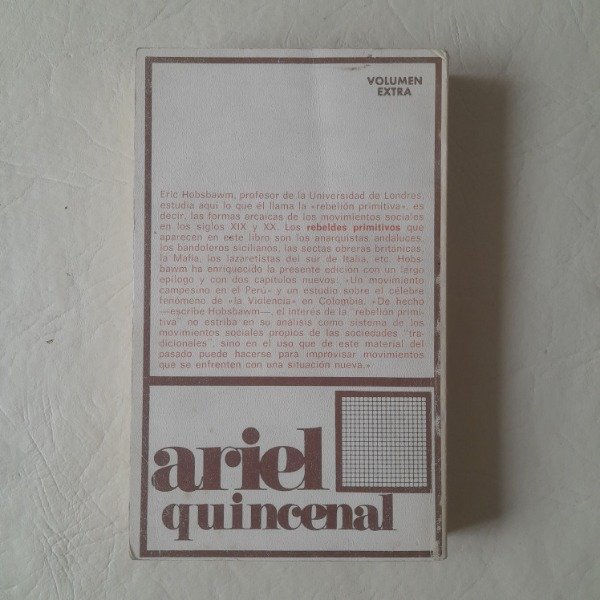 VOLUMEN
EXTRA
Eric Hobsbawm, profesor de la Universidad de Londres,
estudia aquí lo que él llama la «rebelión primitiva», es
decir, las formas arcaicas de los movimientos sociales
en los siglos XIX y XX. Los rebeldes primitivos que
aparecen en este libro son los anarquistas andaluces,
los bandoleros sicilianos, las sectas obreras británicas,
la Mafia, los lazaretistas del sur de Italia, etc. Hobs-
bawm ha enriquecido la presente edición con un largo
epílogo y con dos capítulos nuevos: «Un movimiento
campesino en el Perú» y un estudio sobre el célebre
fenómeno de «la Violencia» en Colombia. «De hecho
—escribe Hobsbawm—, el interés de la "rebelión primi-
tiva" no estriba en su análisis como sistema de los
movimientos sociales propios de las sociedades "tra-
dicionales", sino en el uso que de este material del
pasado puede hacerse para improvisar movimientos
que se enfrenten con una situación nueva.»
ariel
quincenal